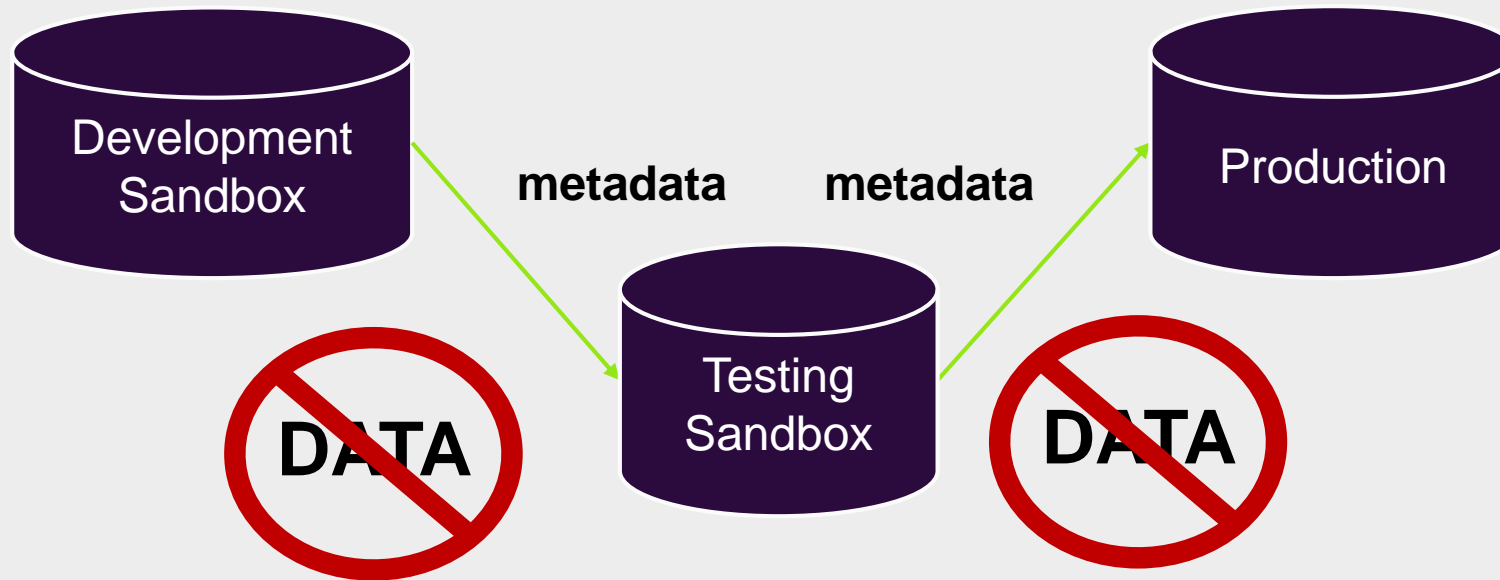 Development
Sandbox
metadata
metadata
Production
Testing
Sandbox
DATA
DATA